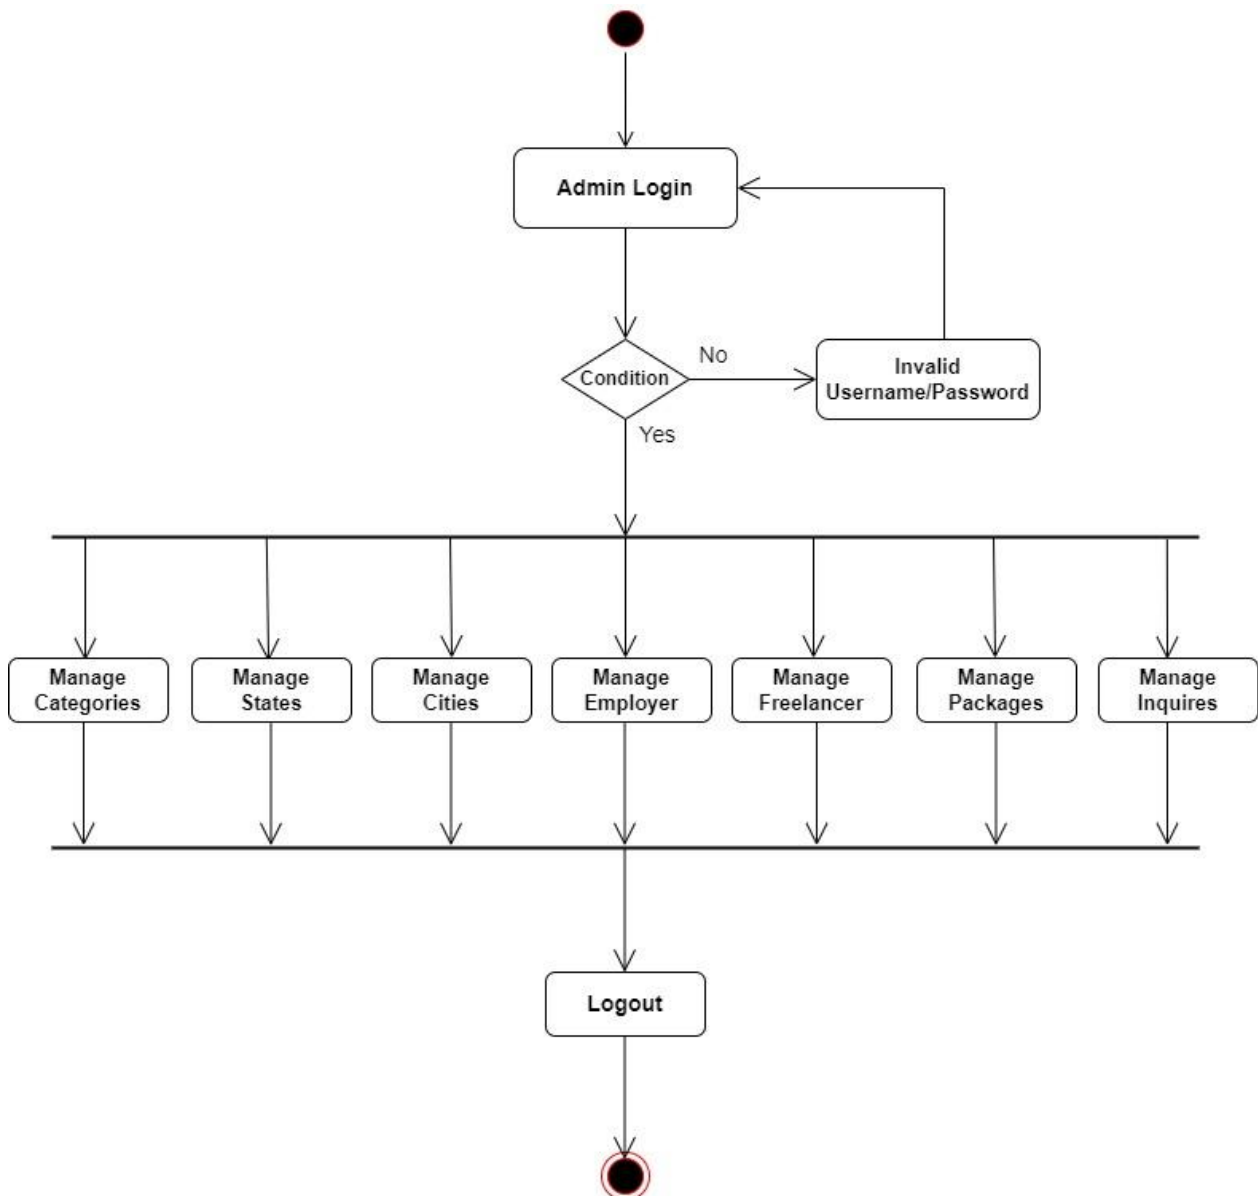 Admin Login
No
Condition
Invalid
Username/Password
Yes
Manage
Categories
Manage
States
Manage
Cities
Manage
Employer
Manage
Freelancer
Manage
Packages
Manage
Inquires
Logout